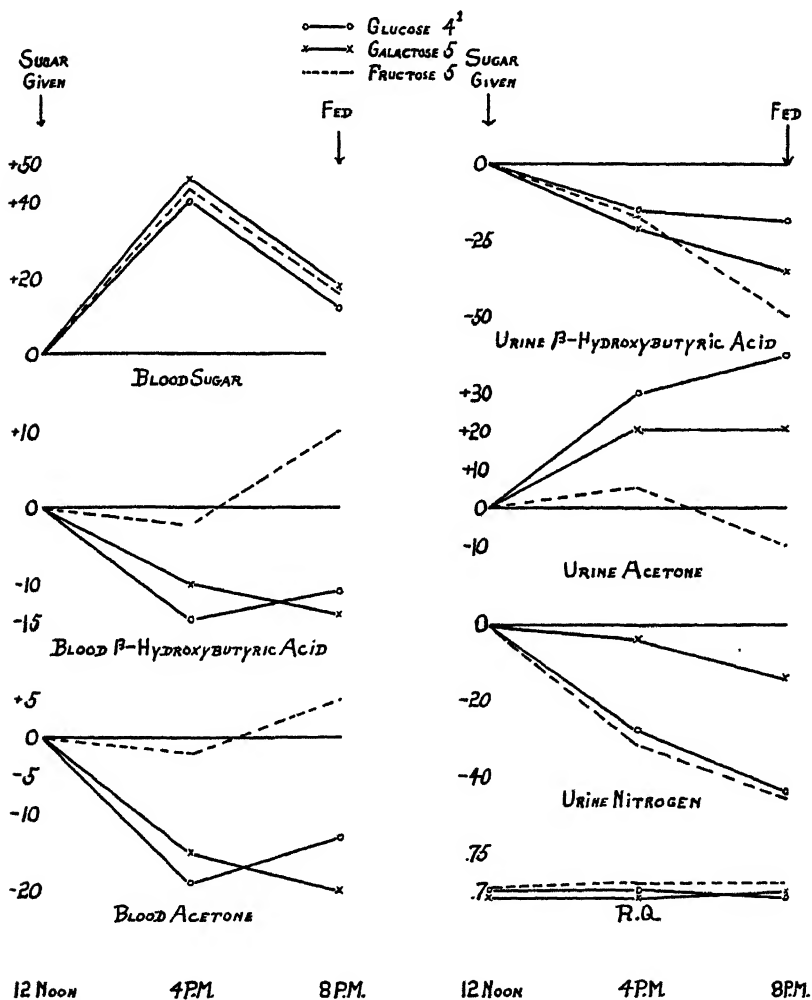 Glucose 4²
Galactose 5
Fructose 5
Sugar
Given
Fed
+50
+40
+20
0
Blood Sugar
+10
0
-10
-15
Blood β-Hydroxybutyric Acid
+5
0
-5
-10
-20
Blood Acetone
12 Noon 4 P.M. 8 P.M.
Sugar
Given
Fed
0
-25
-50
Urine β-Hydroxybutyric Acid
+30
+20
+10
0
-10
Urine Acetone
0
-20
-40
Urine Nitrogen
.75
.7
R.Q.
12 Noon 4 P.M. 8 P.M.